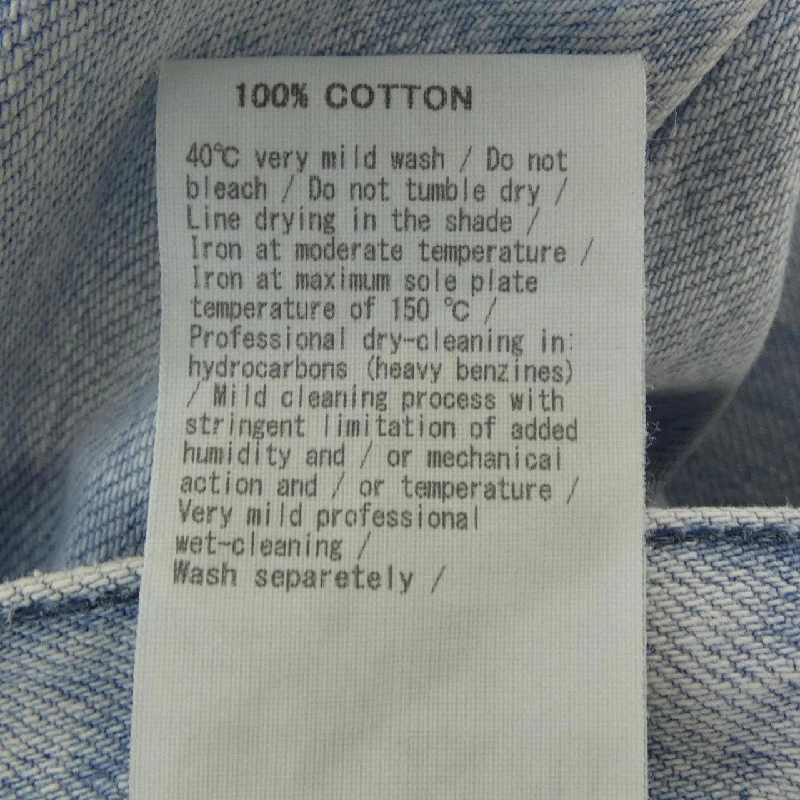 100% COTTON
40℃ very mild wash / Do not
bleach / Do not tumble dry /
Line drying in the shade /
Iron at moderate temperature /
Iron at maximum sole plate
temperature of 150 ℃ /
Professional dry-cleaning in:
hydrocarbons (heavy benzines)
/ Mild cleaning process with
stringent limitation of added
humidity and / or mechanical
action and / or temperature /
Very mild professional
wet-cleaning /
Wash separetely /